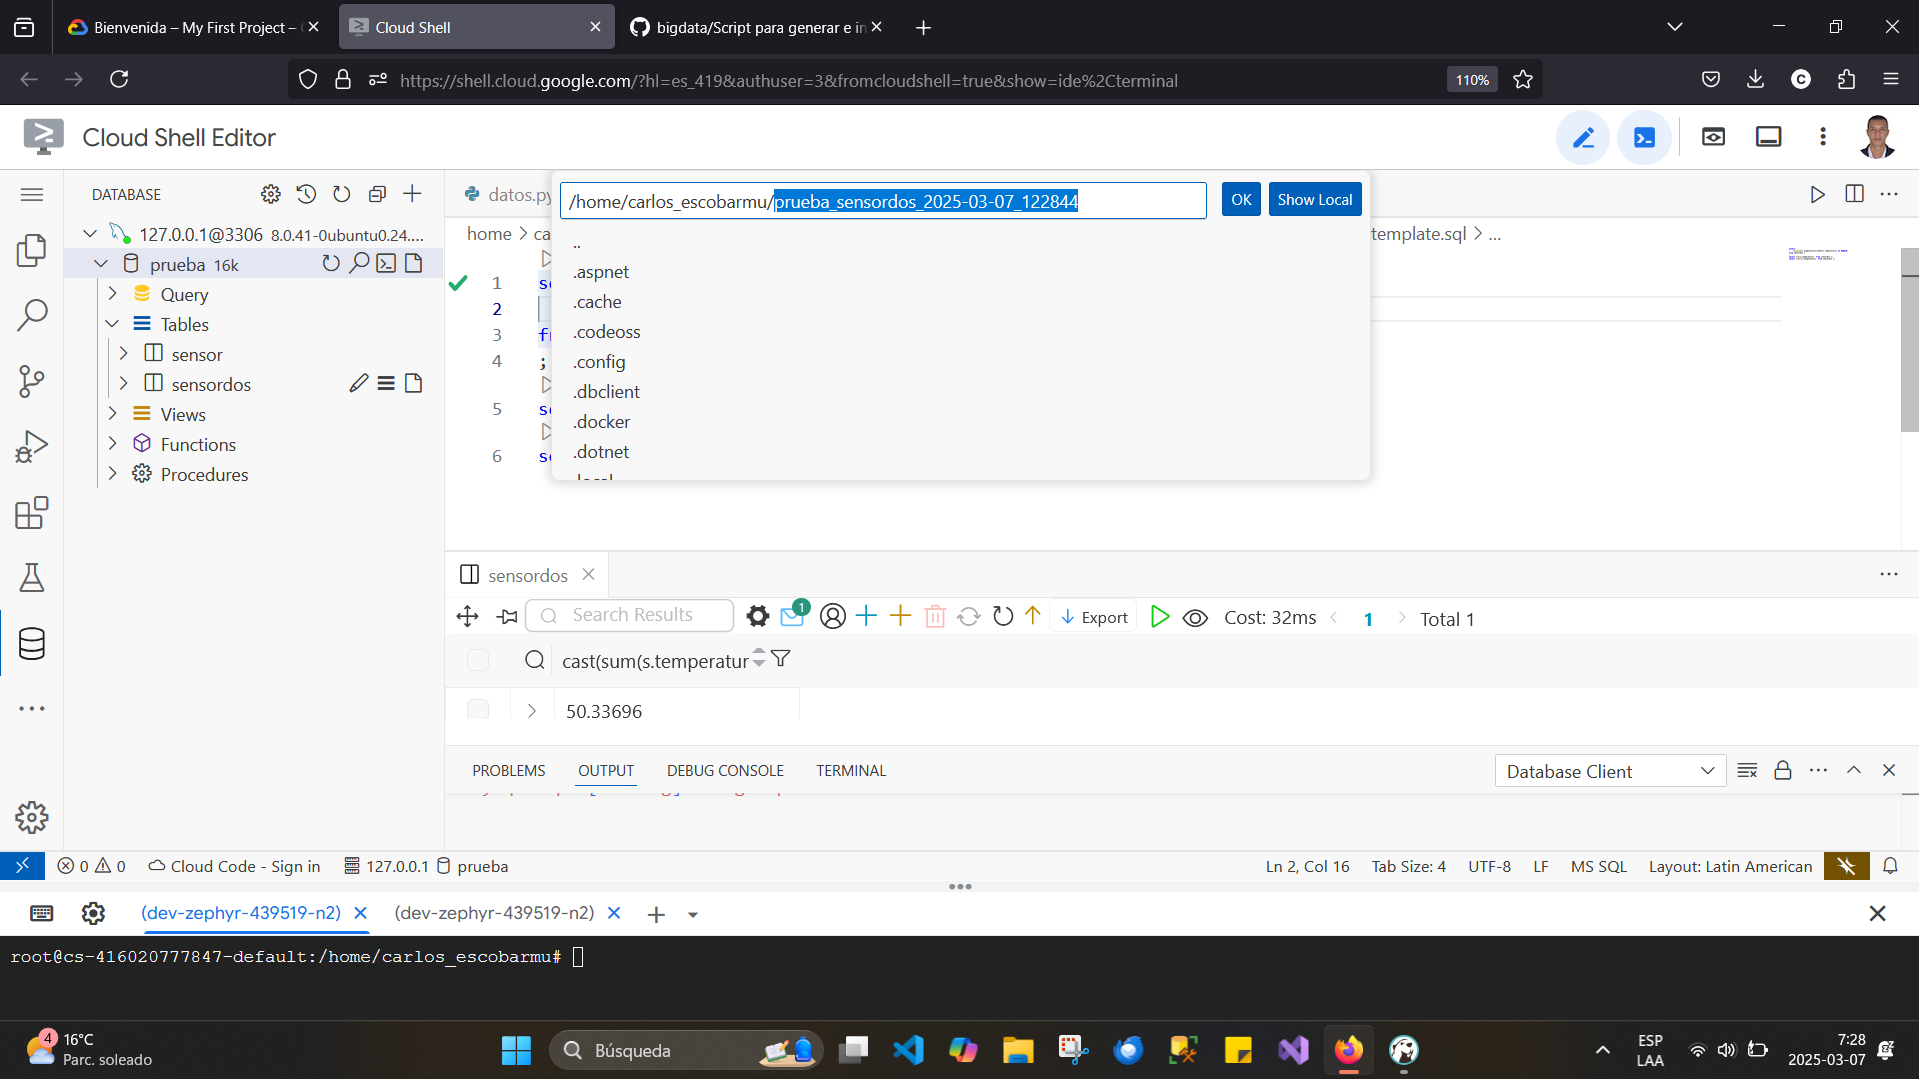 Bienvenida – My First Project –
Cloud Shell
bigdata/Script para generar e in
https://shell.cloud.google.com/?hl=es_419&authuser=3&fromcloudshell=true&show=ide%2Cterminal
110%
Cloud Shell Editor
DATABASE
datos.py
/home/carlos_escobarmu/prueba_sensordos_2025-03-07_122844
OK
Show Local
127.0.0.1@3306 8.0.41-0ubuntu0.24....
home > ca
template.sql > ...
prueba 16k
..
Query
.aspnet
1
Tables
.cache
2
sensor
.codeoss
3
sensordos
.config
4
;
Views
.dbclient
5
Functions
.docker
6
Procedures
.dotnet
.local
sensordos
Search Results
1
Export
Cost: 32ms
1
Total 1
cast(sum(s.temperatur
50.33696
PROBLEMS
OUTPUT
DEBUG CONSOLE
TERMINAL
Database Client
0
0
Cloud Code - Sign in
127.0.0.1
prueba
Ln 2, Col 16
Tab Size: 4
UTF-8
LF
MS SQL
Layout: Latin American
(dev-zephyr-439519-n2)
(dev-zephyr-439519-n2)
root@cs-416020777847-default:/home/carlos_escobarmu#
4
16°C
Parc. soleado
Búsqueda
ESP
LAA
7:28
2025-03-07